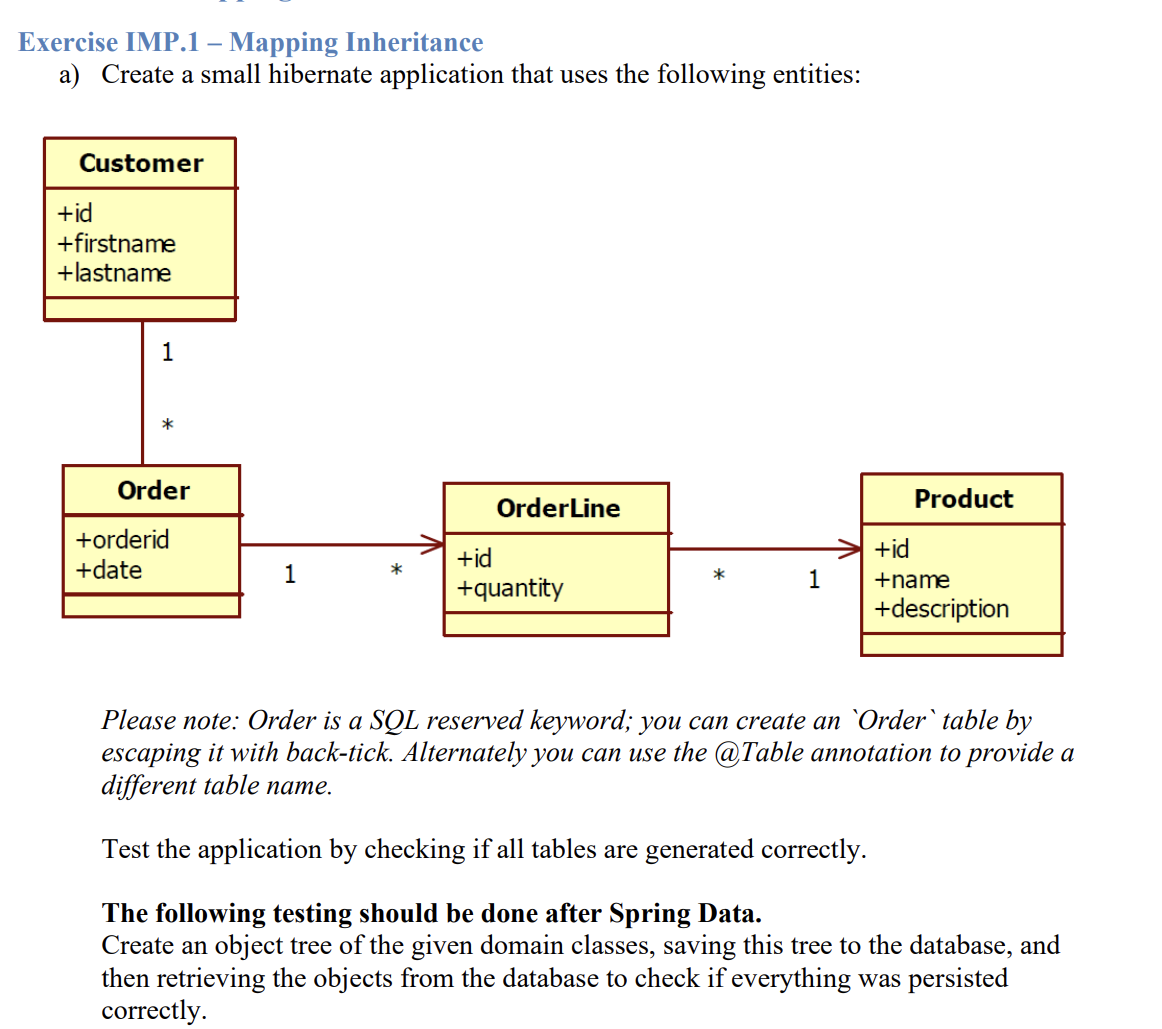 Exercise IMP.1 – Mapping Inheritance
a) Create a small hibernate application that uses the following entities:
Customer
+id
+firstname
+lastname
1
*
Order
+orderid
+date
1
*
OrderLine
+id
+quantity
*
1
Product
+id
+name
+description
Please note: Order is a SQL reserved keyword; you can create an `Order` table by
escaping it with back-tick. Alternately you can use the @Table annotation to provide a
different table name.
Test the application by checking if all tables are generated correctly.
The following testing should be done after Spring Data.
Create an object tree of the given domain classes, saving this tree to the database, and
then retrieving the objects from the database to check if everything was persisted
correctly.